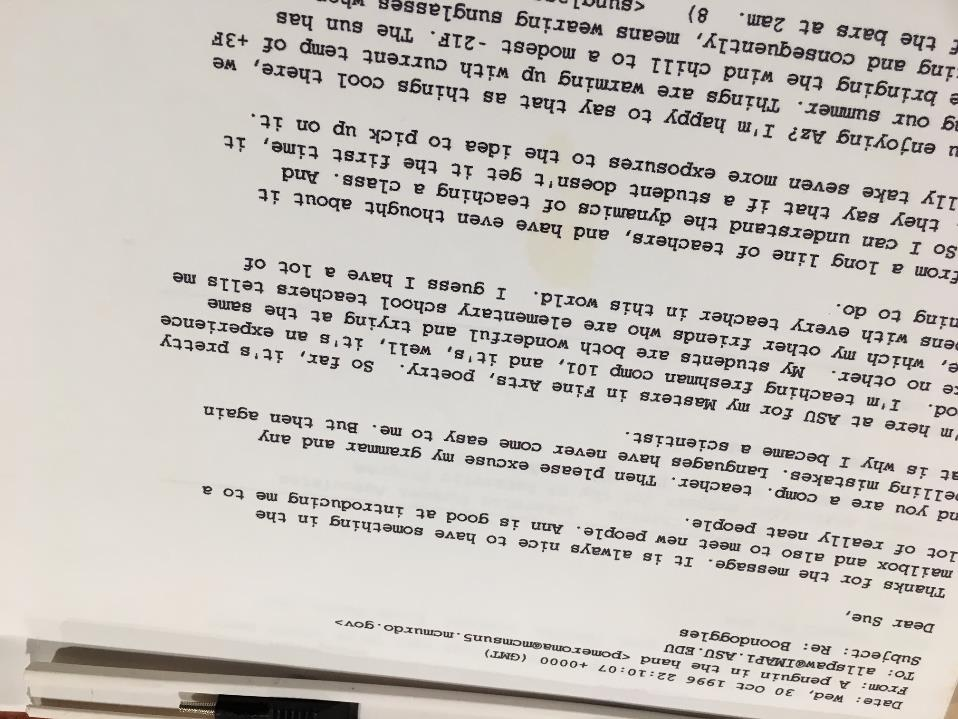 Date: Wed, 30 Oct 1996 22:10:07 +0000 (GMT)
From: A penguin in the hand <pomeroma@mcmsun5.mcmurdo.gov>
To: allspaw@IMAP1.ASU.EDU
Subject: Re: Boondoggles
Dear Sue,
Thanks for the message. It is always nice to have something in the
mailbox and also to meet new people. Ann is good at introducing me to a
lot of really neat people.
nd you are a comp. teacher. Then please excuse my grammar and any
pelling mistakes. Languages have never come easy to me. But then again
at is why I became a scientist.
'm here at ASU for my Masters in Fine Arts, poetry. So far, it's pretty
od. I'm teaching freshman comp 101, and it's, well, it's an experience
ke no other. My students are both wonderful and trying at the same
e, which my other friends who are elementary school teachers tells me
pens with every teacher in this world. I guess I have a lot of
ning to do.
from a long line of teachers, and have even thought about it
So I can understand the dynamics of teaching a class. And
they say that if a student doesn't get it the first time, it
lly take seven more exposures to the idea to pick up on it.
u enjoying Az? I'm happy to say that as things cool there, we
g our summer. Things are warming up with current temp of +3F
e bringing the wind chill to a modest -21F. The sun has
ing and consequently, means wearing sunglasses when
f the bars at 2am. 8)